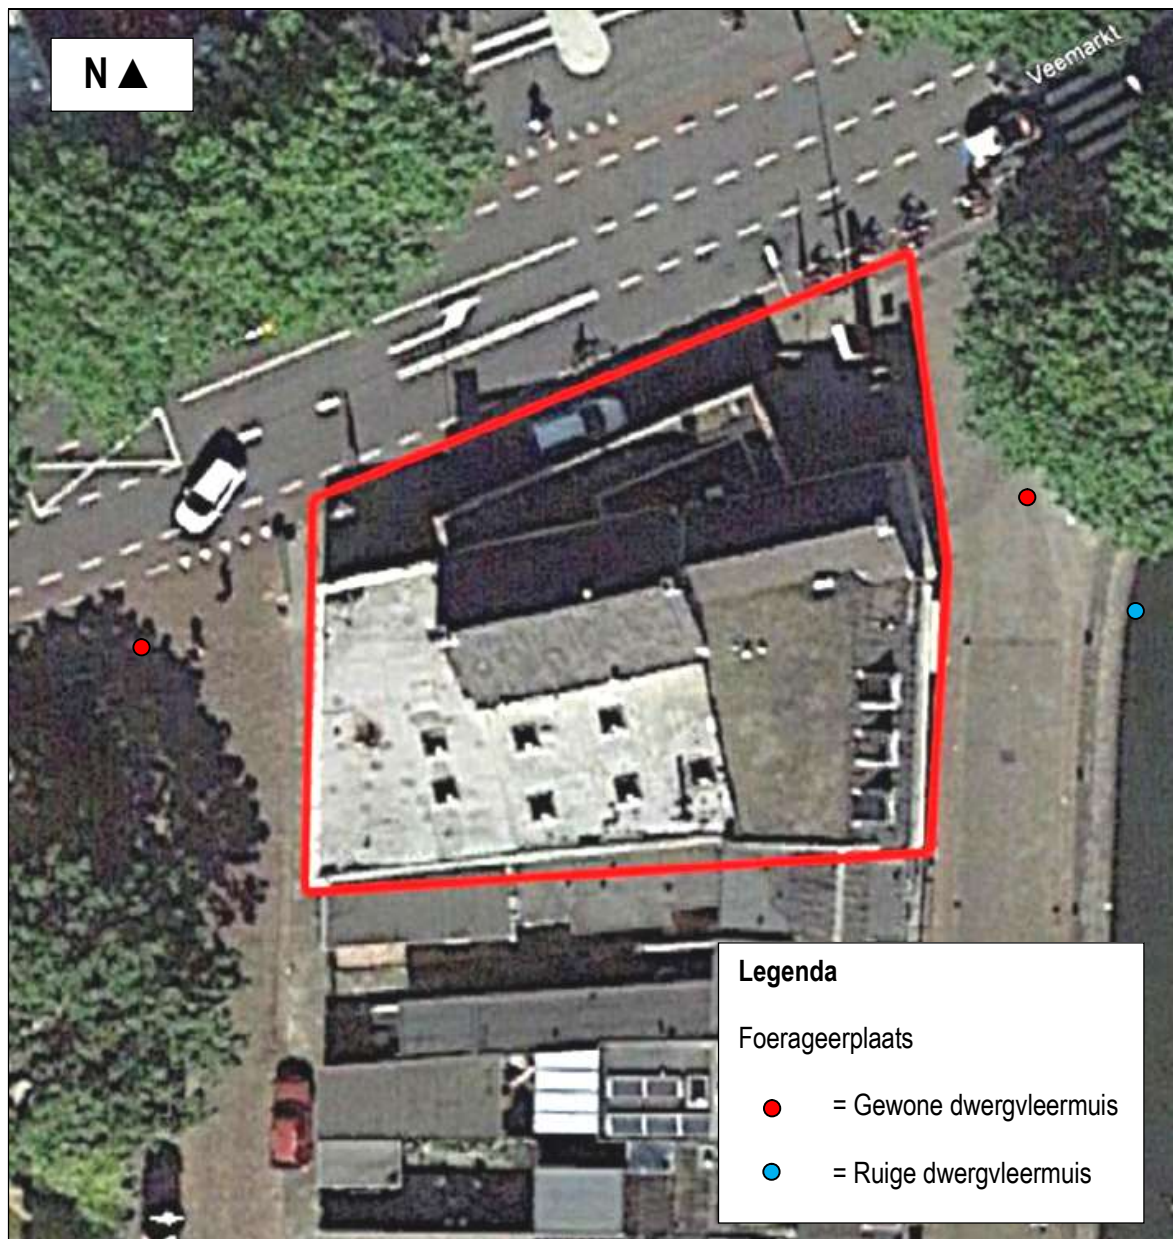 N ▲
Veemarkt
Legenda
Foerageerplaats
= Gewone dwergvleermuis
= Ruige dwergvleermuis